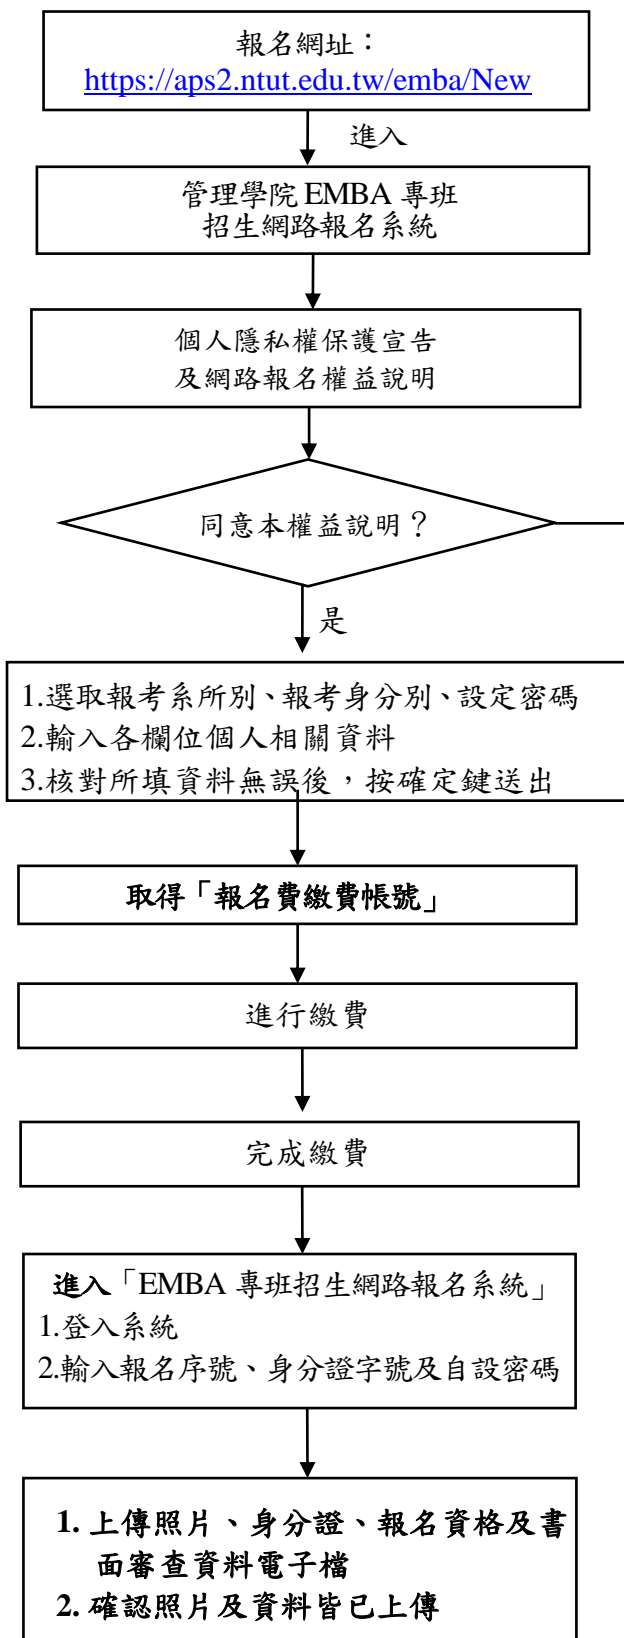 報名網址：
https://aps2.ntut.edu.tw/emba/New
進入
管理學院 EMBA 專班
招生網路報名系統
個人隱私權保護宣告
及網路報名權益說明
同意本權益說明？
是
1.選取報考系所別、報考身分別、設定密碼
2.輸入各欄位個人相關資料
3.核對所填資料無誤後，按確定鍵送出
取得「報名費繳費帳號」
進行繳費
完成繳費
進入「EMBA 專班招生網路報名系統」
1.登入系統
2.輸入報名序號、身分證字號及自設密碼
1. 上傳照片、身分證、報名資格及書
面審查資料電子檔
2. 確認照片及資料皆已上傳